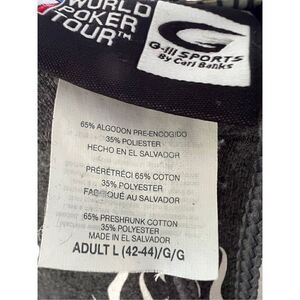 WORLD
POKER
TOUR™
G-III SPORTS
By Carl Banks
65% ALGODON PRE-ENCOGIDO
35% POLIESTER
HECHO EN EL SALVADOR
PRÉRÉTRÉCI 65% COTON
35% POLYESTER
FABRIQUÉ AU SALVADOR
65% PRESHRUNK COTTON
35% POLYESTER
MADE IN EL SALVADOR
ADULT L (42-44)/G/G